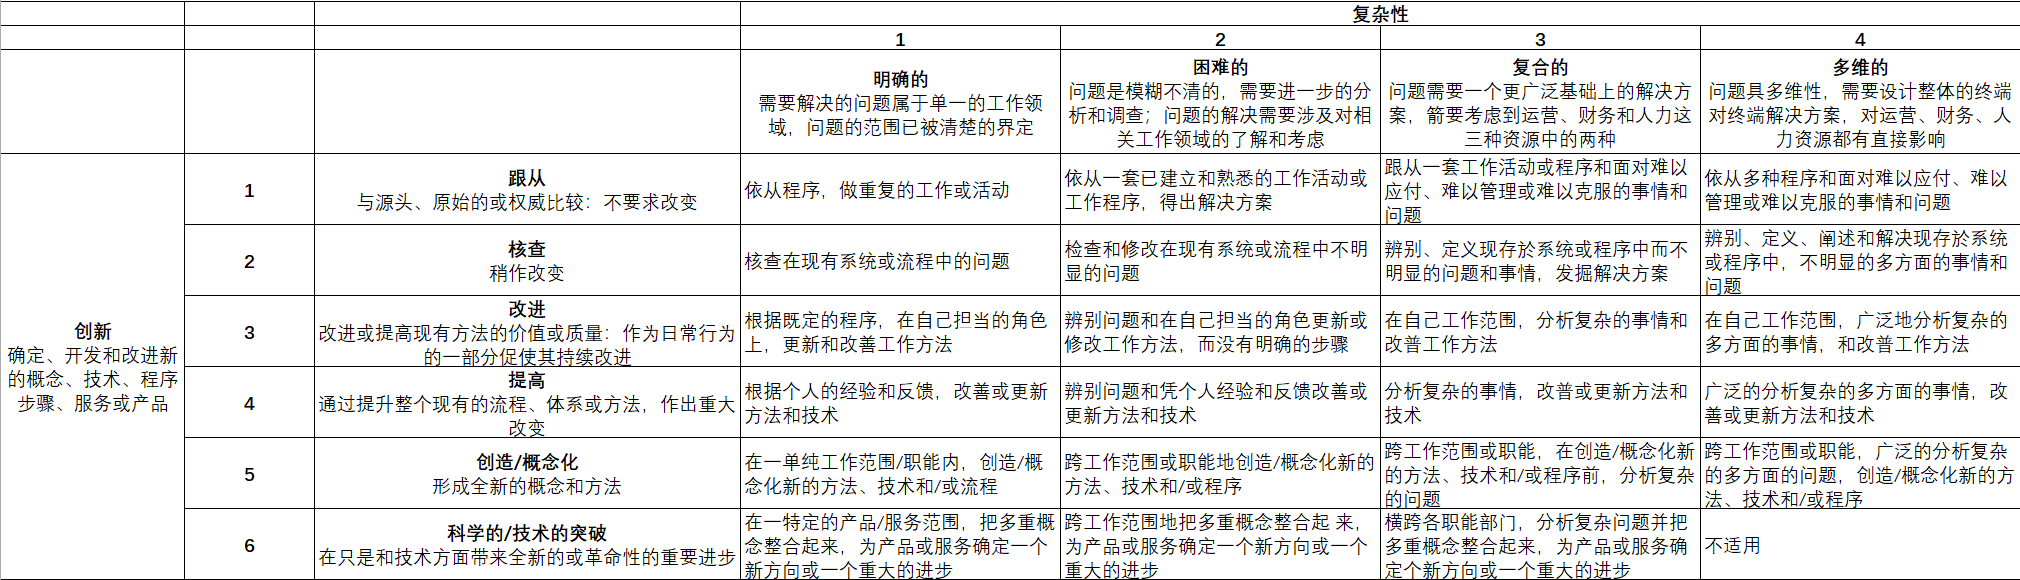 复杂性
1
2
3
4
明确的
需要解决的问题属于单一的工作领
域，问题的范围已被清楚的界定
困难的
问题是模糊不清的，需要进一步的分
析和调查；问题的解决需要涉及对相
关工作领域的了解和考虑
复合的
问题需要一个更广泛基础上的解决方
案，箭要考虑到运营、财务和人力这
三种资源中的两种
多维的
问题具多维性，需要设计整体的终端
对终端解决方案，对运营、财务、人
力资源都有直接影响
创新
确定、开发和改进新
的概念、技术、程序
步骤、服务或产品
1
跟从
与源头、原始的或权威比较：不要求改变
依从程序，做重复的工作或活动
依从一套已建立和熟悉的工作活动或
工作程序，得出解决方案
跟从一套工作活动或程序和面对难以
应付、难以管理或难以克服的事情和
问题
依从多种程序和面对难以应付、难以
管理或难以克服的事情和问题
2
核查
稍作改变
核查在现有系统或流程中的问题
检查和修改在现有系统或流程中不明
显的问题
辨别、定义现存於系统或程序中而不
明显的问题和事情，发掘解决方案
辨别、定义、阐述和解决现存於系统
或程序中，不明显的多方面的事情和
问题
3
改进
改进或提高现有方法的价值或质量：作为日常行为
的一部分促使其持续改进
根据既定的程序，在自己担当的角色
上，更新和改善工作方法
辨别问题和在自己担当的角色更新或
修改工作方法，而没有明确的步骤
在自己工作范围，分析复杂的事情和
改普工作方法
在自己工作范围，广泛地分析复杂的
多方面的事情，和改普工作方法
4
提高
通过提升整个现有的流程、体系或方法，作出重大
改变
根据个人的经验和反馈，改善或更新
方法和技术
辨别问题和凭个人经验和反馈改善或
更新方法和技术
分析复杂的事情，改普或更新方法和
技术
广泛的分析复杂的多方面的事情，改
善或更新方法和技术
5
创造/概念化
形成全新的概念和方法
在一单纯工作范围/职能内，创造/概
念化新的方法、技术和/或流程
跨工作范围或职能地创造/概念化新的
方法、技术和/或程序
跨工作范围或职能，在创造/概念化新
的方法、技术和/或程序前，分析复杂
的问题
跨工作范围或职能，广泛的分析复杂
的多方面的问题，创造/概念化新的方
法、技术和/或程序
6
科学的/技术的突破
在只是和技术方面带来全新的或革命性的重要进步
在一特定的产品/服务范围，把多重概
念整合起来，为产品或服务确定一个
新方向或一个重大的进步
跨工作范围地把多重概念整合起 来，
为产品或服务确定一个新方向或一个
重大的进步
横跨各职能部门，分析复杂问题并把
多重概念整合起来，为产品或服务确
定个新方向或一个重大的进步
不适用